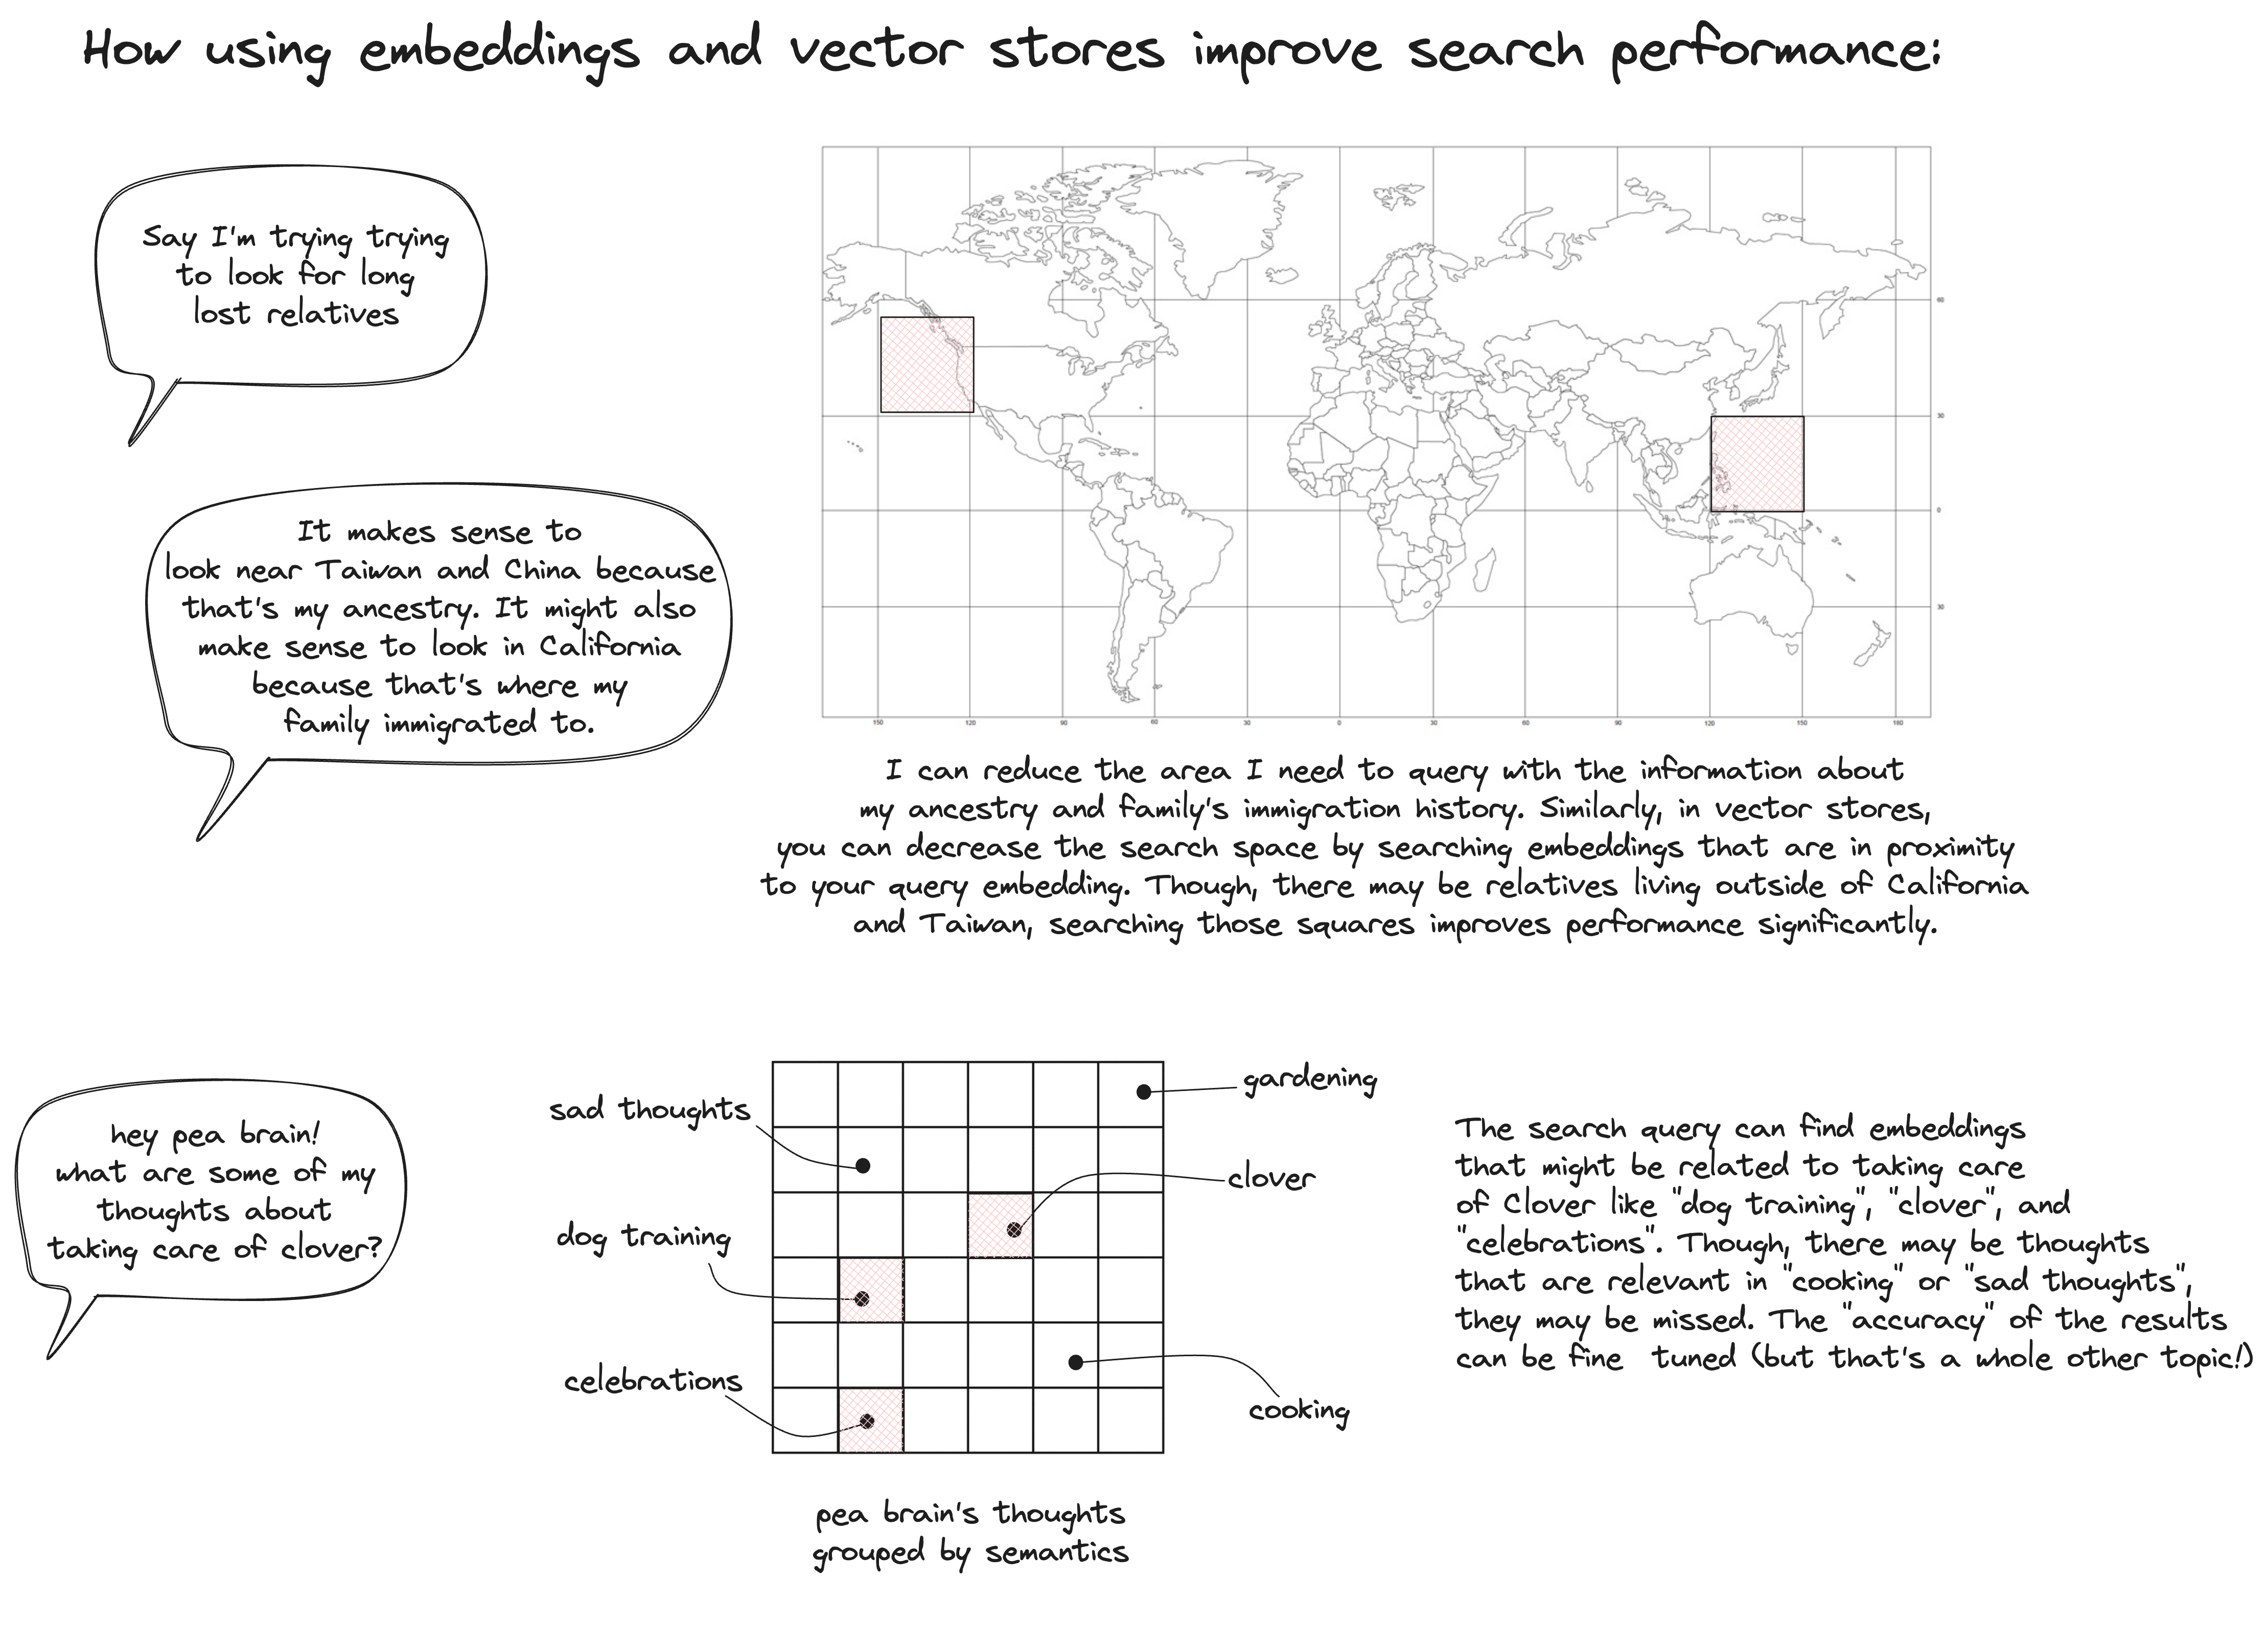 How using embeddings and vector stores improve search performance:
Say I'm trying trying
to look for long
lost relatives
It makes sense to
look near Taiwan and China because
that's my ancestry. It might also
make sense to look in California
because that's where my
family immigrated to.
60
30
0
30
150
120
90
60
30
0
30
60
90
120
150
180
I can reduce the area I need to query with the information about
my ancestry and family's immigration history. Similarly, in vector stores,
you can decrease the search space by searching embeddings that are in proximity
to your query embedding. Though, there may be relatives living outside of California
and Taiwan, searching those squares improves performance significantly.
hey pea brain!
what are some of my
thoughts about
taking care of clover?
sad thoughts
dog training
celebrations
gardening
clover
cooking
pea brain's thoughts
grouped by semantics
The search query can find embeddings
that might be related to taking care
of Clover like "dog training", "clover", and
"celebrations". Though, there may be thoughts
that are relevant in "cooking" or "sad thoughts",
they may be missed. The "accuracy" of the results
can be fine tuned (but that's a whole other topic!)